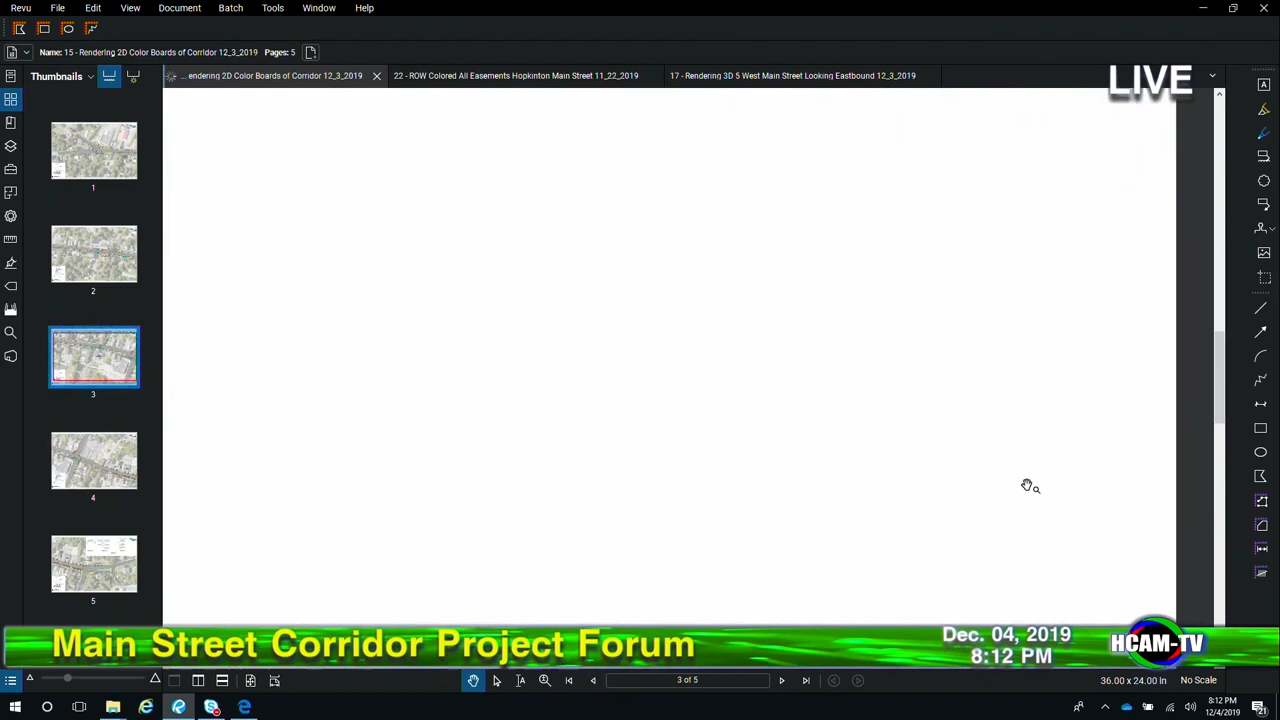 Revu File Edit View Document Batch Tools Window Help
Name: 15 - Rendering 2D Color Boards of Corridor 12_3_2019 Pages: 5
Thumbnails
... endering 2D Color Boards of Corridor 12_3_2019
22 - ROW Colored All Easements Hopkinton Main Street 11_22_2019
17 - Rendering 3D 5 West Main Street Looking Eastbound 12_3_2019
LIVE
1
2
3
4
5
Main Street Corridor Project Forum
Dec. 04, 2019
8:12 PM
HCAM-TV
3 of 5
36.00 x 24.00 in
No Scale
8:12 PM
12/4/2019
21